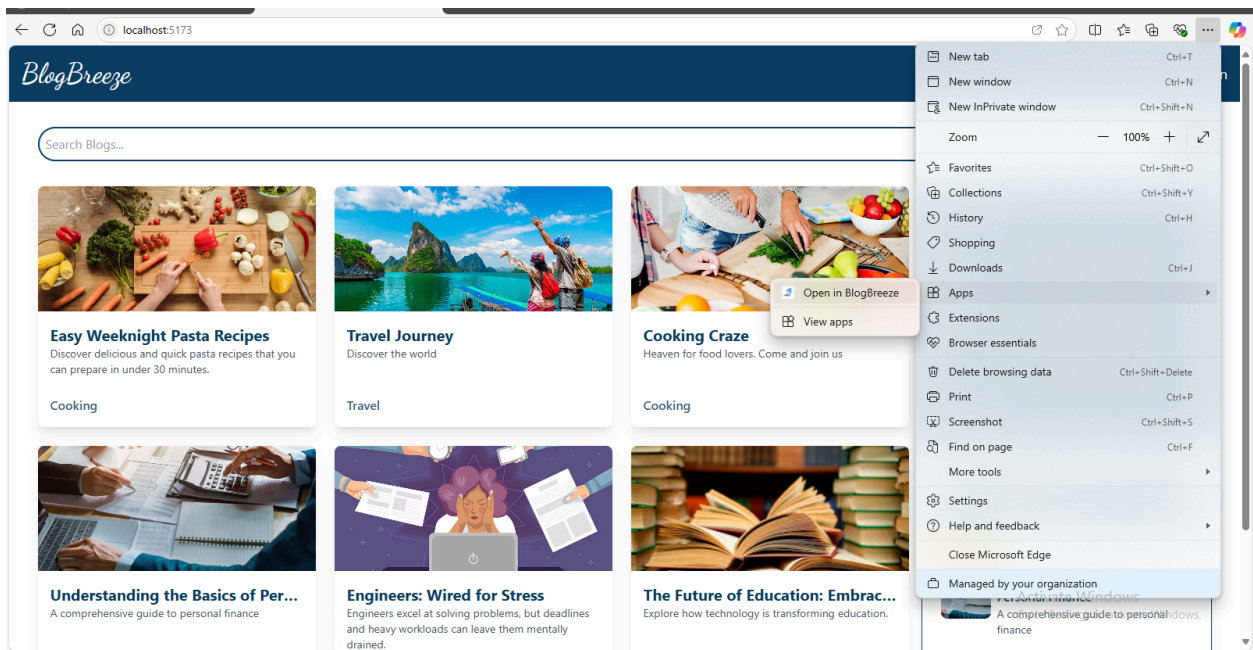 localhost:5173
BlogBreeze
n
Search Blogs...
Easy Weeknight Pasta Recipes
Discover delicious and quick pasta recipes that you
can prepare in under 30 minutes.
Cooking
Travel Journey
Discover the world
Travel
Cooking Craze
Heaven for food lovers. Come and join us
Cooking
Understanding the Basics of Per...
A comprehensive guide to personal finance
Engineers: Wired for Stress
Engineers excel at solving problems, but deadlines
and heavy workloads can leave them mentally
drained.
The Future of Education: Embrac...
Explore how technology is transforming education.
Open in BlogBreeze
View apps
New tab Ctrl+T
New window Ctrl+N
New InPrivate window Ctrl+Shift+N
Zoom — 100% +
Favorites Ctrl+Shift+O
Collections Ctrl+Shift+Y
History Ctrl+H
Shopping
Downloads Ctrl+J
Apps
Extensions
Browser essentials
Delete browsing data Ctrl+Shift+Delete
Print Ctrl+P
Screenshot Ctrl+Shift+S
Find on page Ctrl+F
More tools
Settings
Help and feedback
Close Microsoft Edge
Managed by your organization
Personal Finance
Activate Windows
A comprehensive guide to personal
finance